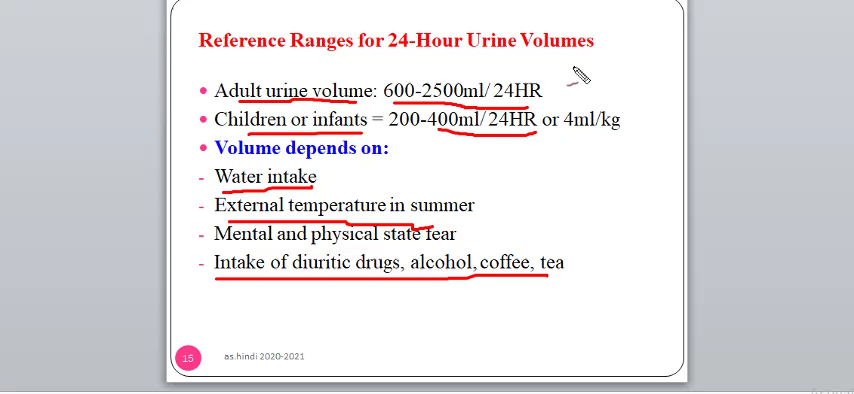 Reference Ranges for 24-Hour Urine Volumes
• Adult urine volume: 600-2500ml/ 24HR
• Children or infants = 200-400ml/ 24HR or 4ml/kg
• Volume depends on:
- Water intake
- External temperature in summer
- Mental and physical state fear
- Intake of diuritic drugs, alcohol, coffee, tea
15
as.hindi 2020-2021